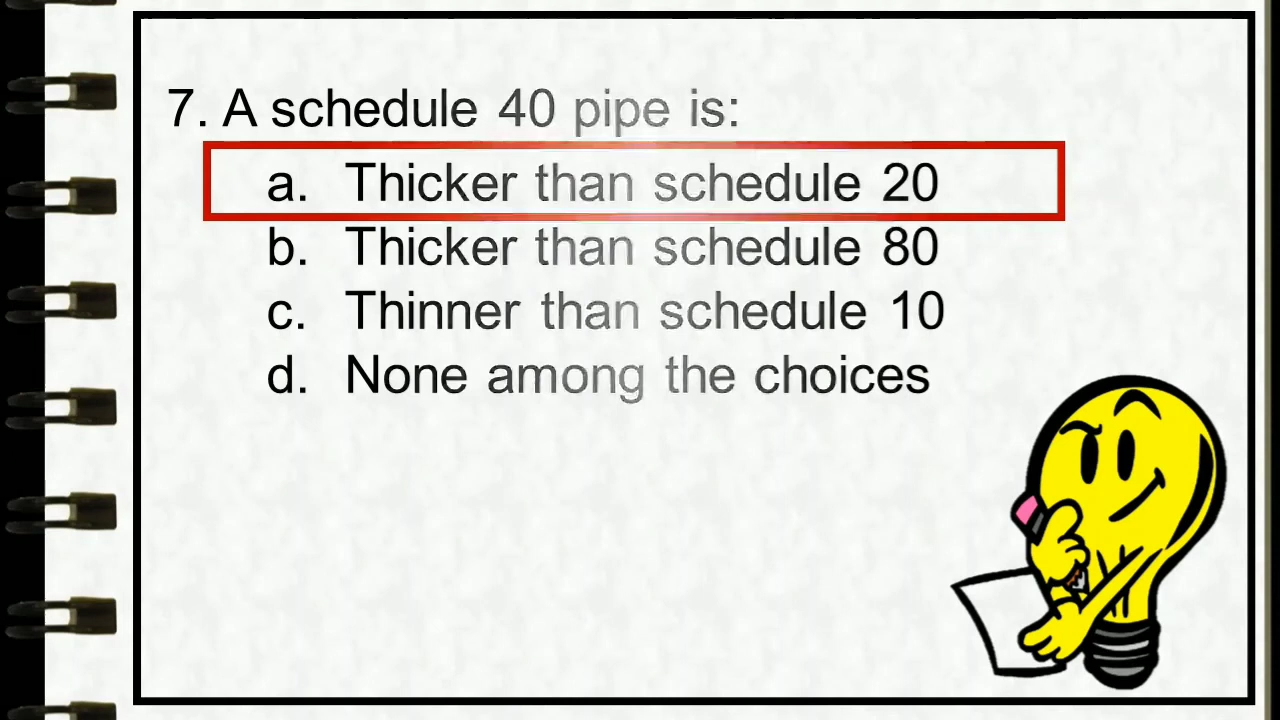 7. A schedule 40 pipe is:
a. Thicker than schedule 20
b. Thicker than schedule 80
c. Thinner than schedule 10
d. None among the choices